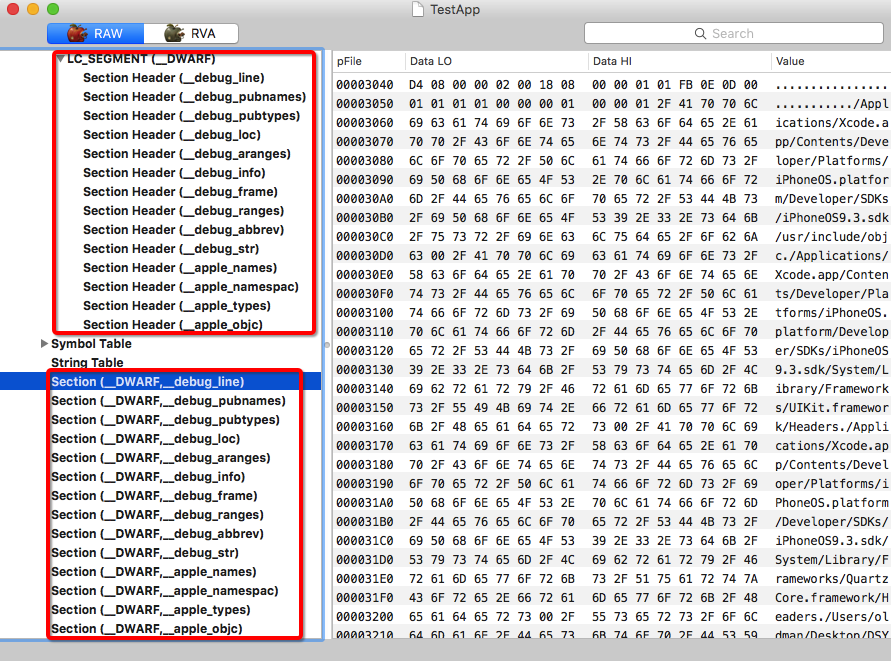 TestApp
RAW
RVA
Search
LC_SEGMENT (__DWARF)
Section Header (__debug_line)
Section Header (__debug_pubnames)
Section Header (__debug_pubtypes)
Section Header (__debug_loc)
Section Header (__debug_aranges)
Section Header (__debug_info)
Section Header (__debug_frame)
Section Header (__debug_ranges)
Section Header (__debug_abbrev)
Section Header (__debug_str)
Section Header (__apple_names)
Section Header (__apple_namespac)
Section Header (__apple_types)
Section Header (__apple_objc)
Symbol Table
String Table
Section (__DWARF,__debug_line)
Section (__DWARF,__debug_pubnames)
Section (__DWARF,__debug_pubtypes)
Section (__DWARF,__debug_loc)
Section (__DWARF,__debug_aranges)
Section (__DWARF,__debug_info)
Section (__DWARF,__debug_frame)
Section (__DWARF,__debug_ranges)
Section (__DWARF,__debug_abbrev)
Section (__DWARF,__debug_str)
Section (__DWARF,__apple_names)
Section (__DWARF,__apple_namespac)
Section (__DWARF,__apple_types)
Section (__DWARF,__apple_objc)
pFile Data LO Data HI Value
00003040 D4 08 00 00 02 00 18 08 00 00 01 01 FB 0E 0D 00 ................
00003050 01 01 01 01 00 00 00 01 00 00 01 2F 41 70 70 6C .........../Appl
00003060 69 63 61 74 69 6F 6E 73 2F 58 63 6F 64 65 2E 61 ications/Xcode.a
00003070 70 70 2F 43 6F 6E 74 65 6E 74 73 2F 44 65 76 65 pp/Contents/Deve
00003080 6C 6F 70 65 72 2F 50 6C 61 74 66 6F 72 6D 73 2F loper/Platforms/
00003090 69 50 68 6F 6E 65 4F 53 2E 70 6C 61 74 66 6F 72 iPhoneOS.platfor
000030A0 6D 2F 44 65 76 65 6C 6F 70 65 72 2F 53 44 4B 73 m/Developer/SDKs
000030B0 2F 69 50 68 6F 6E 65 4F 53 39 2E 33 2E 73 64 6B /iPhoneOS9.3.sdk
000030C0 2F 75 73 72 2F 69 6E 63 6C 75 64 65 2F 6F 62 6A /usr/include/obj
000030D0 63 00 2F 41 70 70 6C 69 63 61 74 69 6F 6E 73 2F c./Applications/
000030E0 58 63 6F 64 65 2E 61 70 70 2F 43 6F 6E 74 65 6E Xcode.app/Conten
000030F0 74 73 2F 44 65 76 65 6C 6F 70 65 72 2F 50 6C 61 ts/Developer/Pla
00003100 74 66 6F 72 6D 73 2F 69 50 68 6F 6E 65 4F 53 2E tforms/iPhoneOS.
00003110 70 6C 61 74 66 6F 72 6D 2F 44 65 76 65 6C 6F 70 platform/Develop
00003120 65 72 2F 53 44 4B 73 2F 69 50 68 6F 6E 65 4F 53 er/SDKs/iPhoneOS
00003130 39 2E 33 2E 73 64 6B 2F 53 79 73 74 65 6D 2F 4C 9.3.sdk/System/L
00003140 69 62 72 61 72 79 2F 46 72 61 6D 65 77 6F 72 6B ibrary/Framework
00003150 73 2F 55 49 4B 69 74 2E 66 72 61 6D 65 77 6F 72 s/UIKit.framewor
00003160 6B 2F 48 65 61 64 65 72 73 00 2F 41 70 70 6C 69 k/Headers./Appli
00003170 63 61 74 69 6F 6E 73 2F 58 63 6F 64 65 2E 61 70 cations/Xcode.ap
00003180 70 2F 43 6F 6E 74 65 6E 74 73 2F 44 65 76 65 6C p/Contents/Devel
00003190 6F 70 65 72 2F 50 6C 61 74 66 6F 72 6D 73 2F 69 oper/Platforms/i
000031A0 50 68 6F 6E 65 4F 53 2E 70 6C 61 74 66 6F 72 6D PhoneOS.platform
000031B0 2F 44 65 76 65 6C 6F 70 65 72 2F 53 44 4B 73 2F /Developer/SDKs/
000031C0 69 50 68 6F 6E 65 4F 53 39 2E 33 2E 73 64 6B 2F iPhoneOS9.3.sdk/
000031D0 53 79 73 74 65 6D 2F 4C 69 62 72 61 72 79 2F 46 System/Library/F
000031E0 72 61 6D 65 77 6F 72 6B 73 2F 51 75 61 72 74 7A rameworks/Quartz
000031F0 43 6F 72 65 2E 66 72 61 6D 65 77 6F 72 6B 2F 48 Core.framework/H
00003200 65 61 64 65 72 73 00 2F 55 73 65 72 73 2F 6F 6C eaders./Users/ol
00003210 64 6D 61 6E 2F 44 65 73 6B 74 6F 70 2F 44 53 59 dman/Desktop/DSY